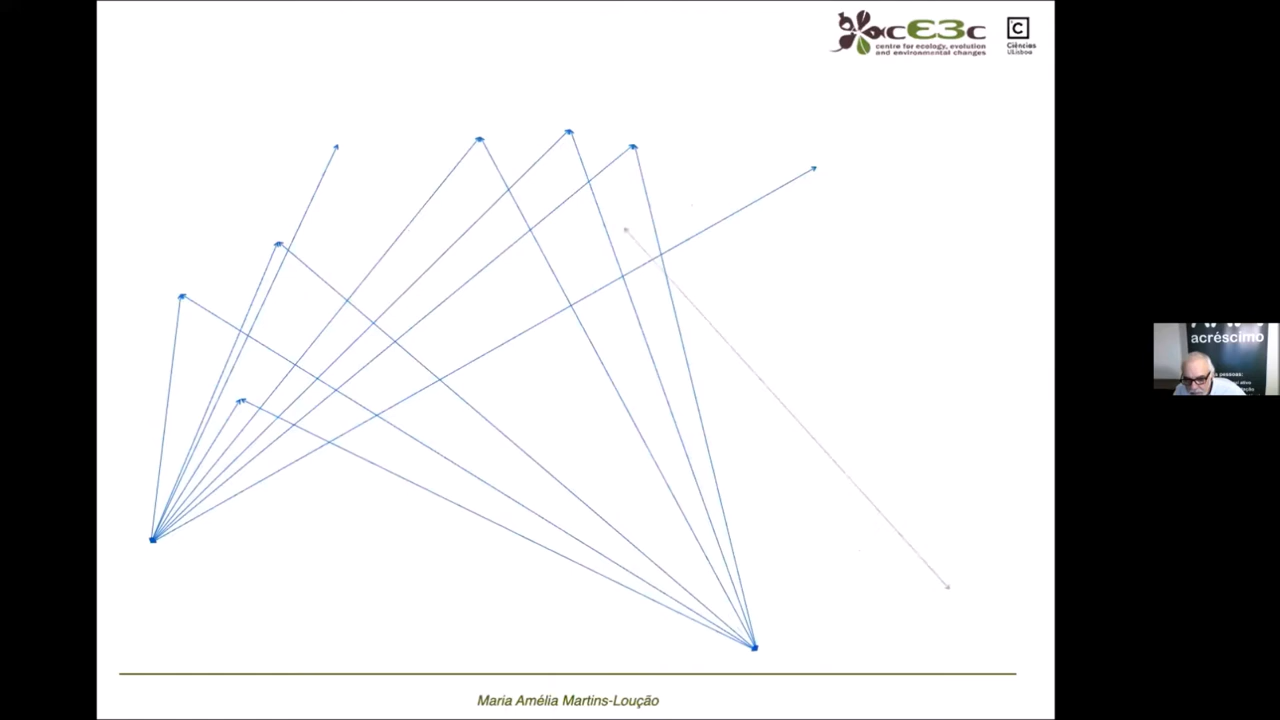 cE3c
centre for ecology, evolution
and environmental changes
C
Ciências
ULisboa
acréscimo
Maria Amélia Martins-Loução